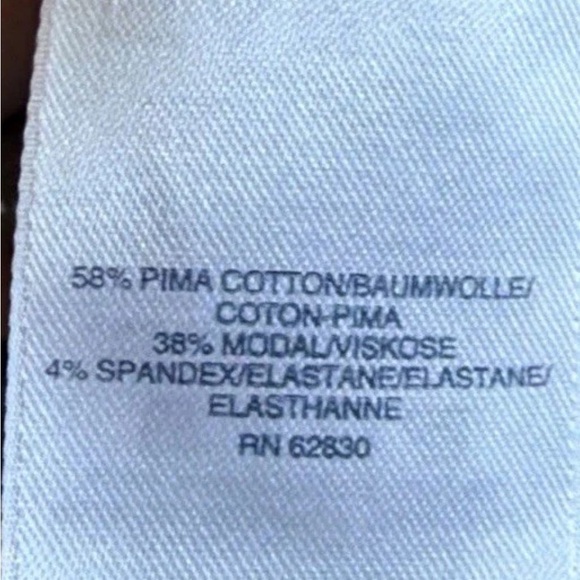 58% PIMA COTTON/BAUMWOLLE/
COTON-PIMA
38% MODAL/VISKOSE
4% SPANDEX/ELASTANE/ELASTANE/
ELASTHANNE
RN 62830